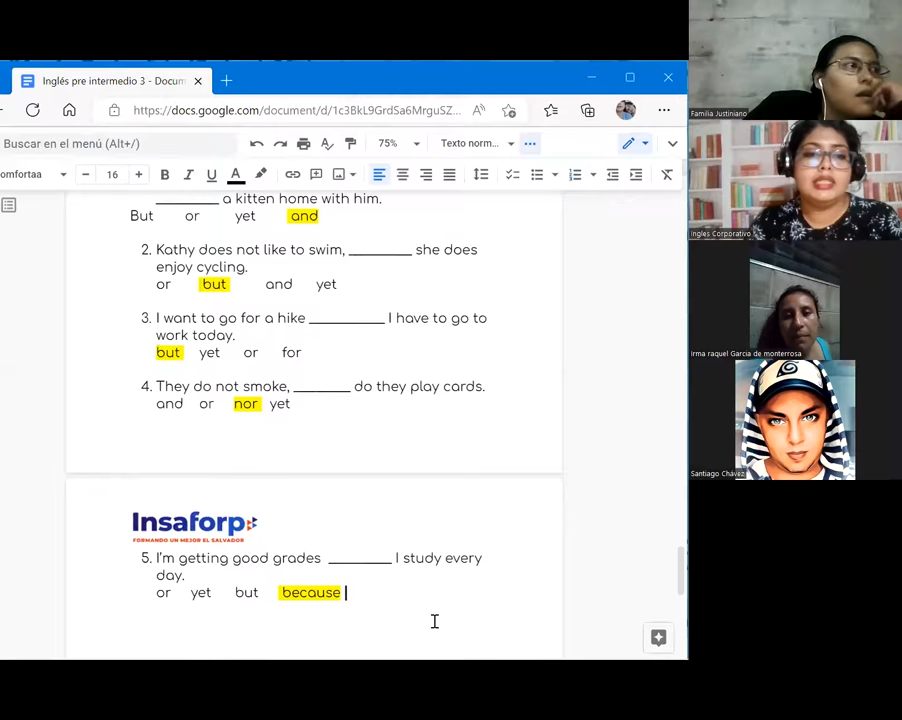 Inglés pre intermedio 3 - Docum
https://docs.google.com/document/d/1c3BkL9GrdSa6MrguSZ...
Buscar en el menú (Alt+/)
75%
Texto norm...
omfortaa
16
B I U A
_______ a kitten home with him.
But or yet and
2. Kathy does not like to swim, _______ she does
enjoy cycling.
or but and yet
3. I want to go for a hike _________ I have to go to
work today.
but yet or for
4. They do not smoke, _______ do they play cards.
and or nor yet
Insaforp
FORMANDO UN MEJOR EL SALVADOR
5. I'm getting good grades ________ I study every
day.
or yet but because
Familia Justiniano
Ingles Corporativo
Irma raquel Garcia de monterrosa
Santiago Chávez